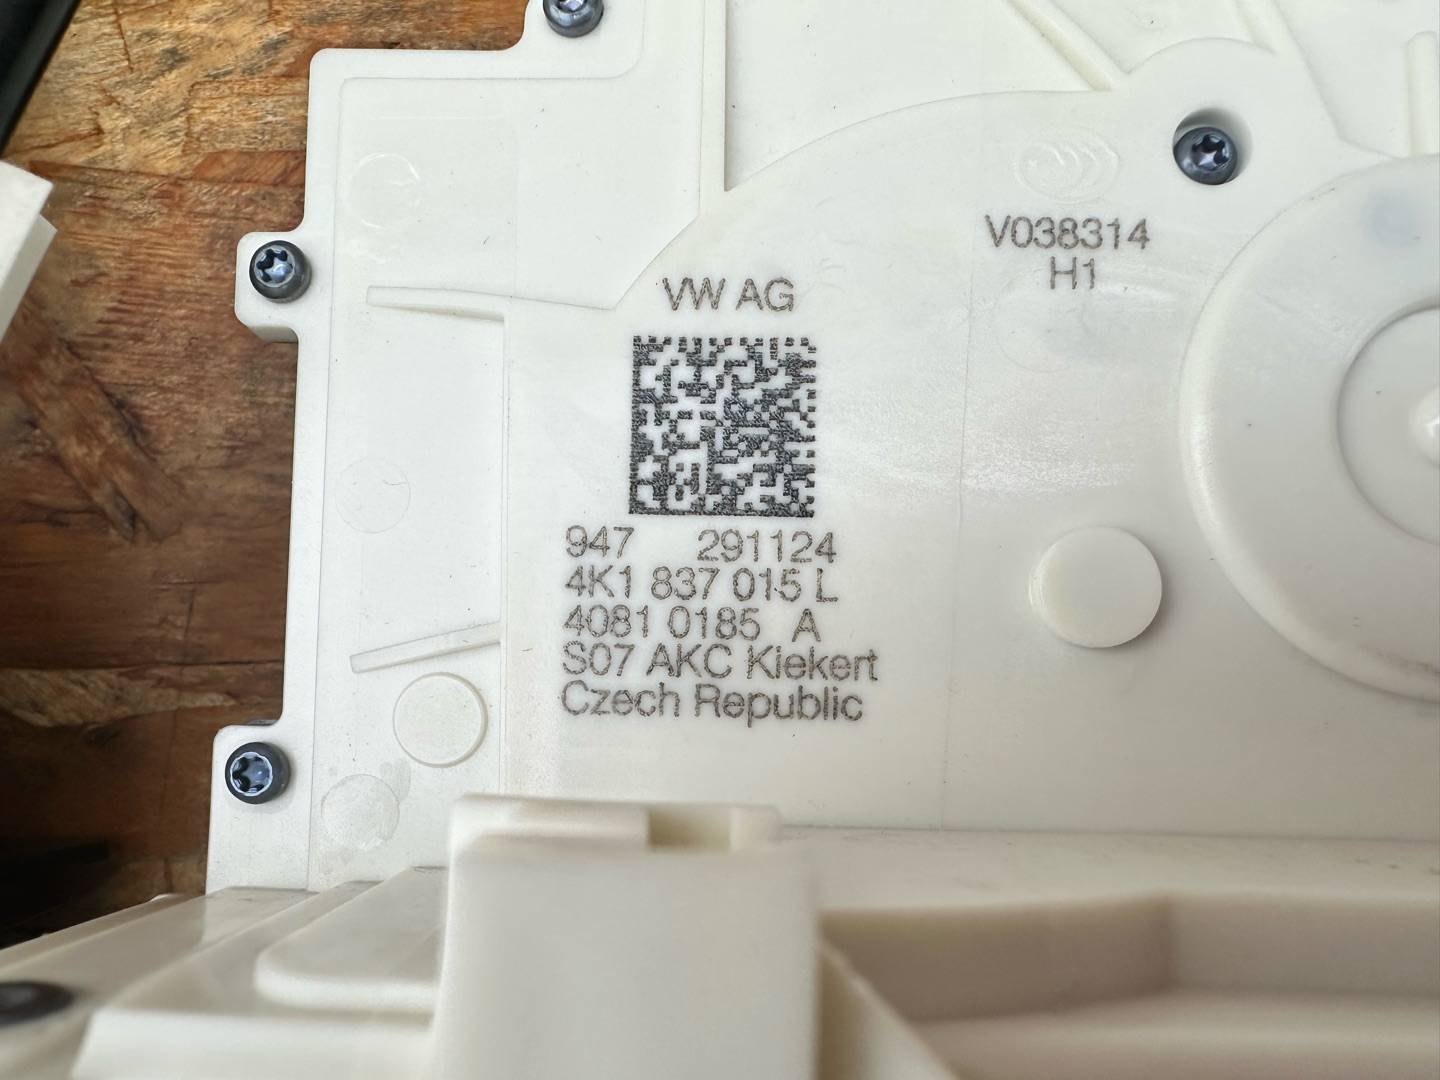 V038314
H1
VW AG
947 291124
4K1 837 015 L
4081 0185 A
S07 AKC Kiekert
Czech Republic